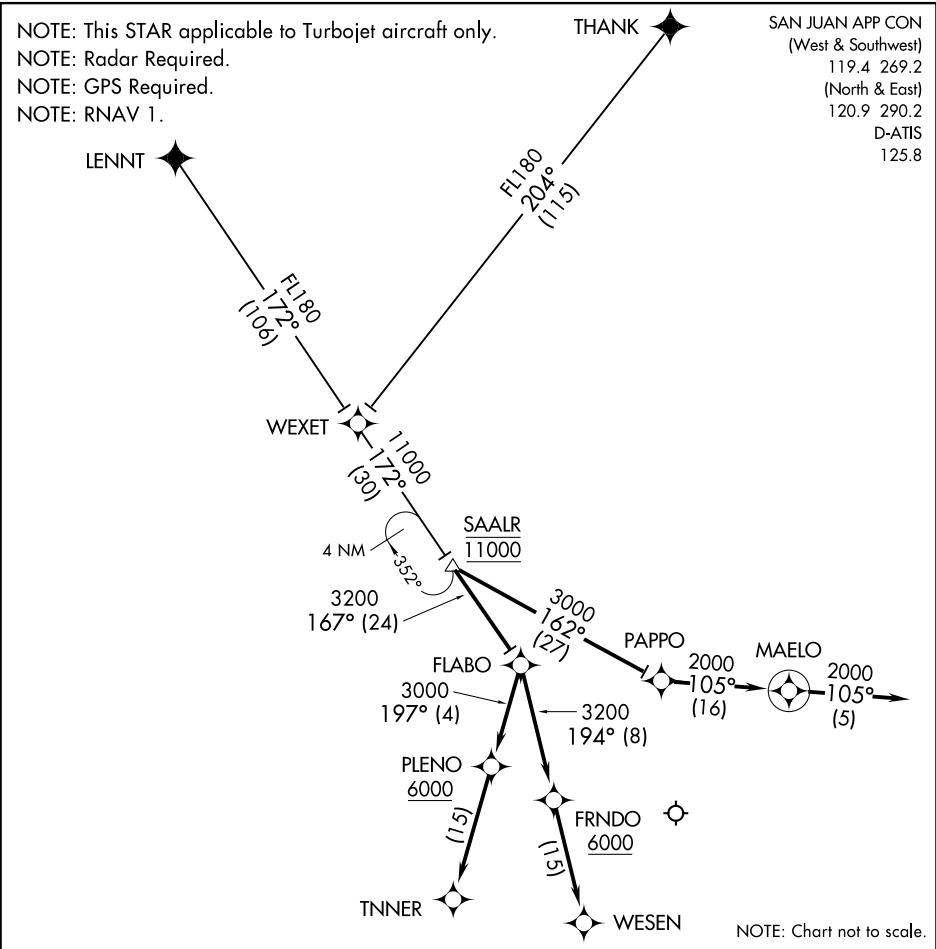 NOTE: This STAR applicable to Turbojet aircraft only.
NOTE: Radar Required.
NOTE: GPS Required.
NOTE: RNAV 1.
THANK
SAN JUAN APP CON
(West & Southwest)
119.4 269.2
(North & East)
120.9 290.2
D-ATIS
125.8
LENNT
FL180
204°
(115)
FL180
172°
(106)
WEXET
11000
172°
(30)
SAALR
11000
4 NM
352°
3200
167° (24)
3000
162°
(27)
PAPPO
MAELO
2000
105°
(16)
2000
105°
(5)
FLABO
3000
197° (4)
3200
194° (8)
PLENO
6000
FRNDO
6000
(15)
(15)
TNNER
WESEN
NOTE: Chart not to scale.